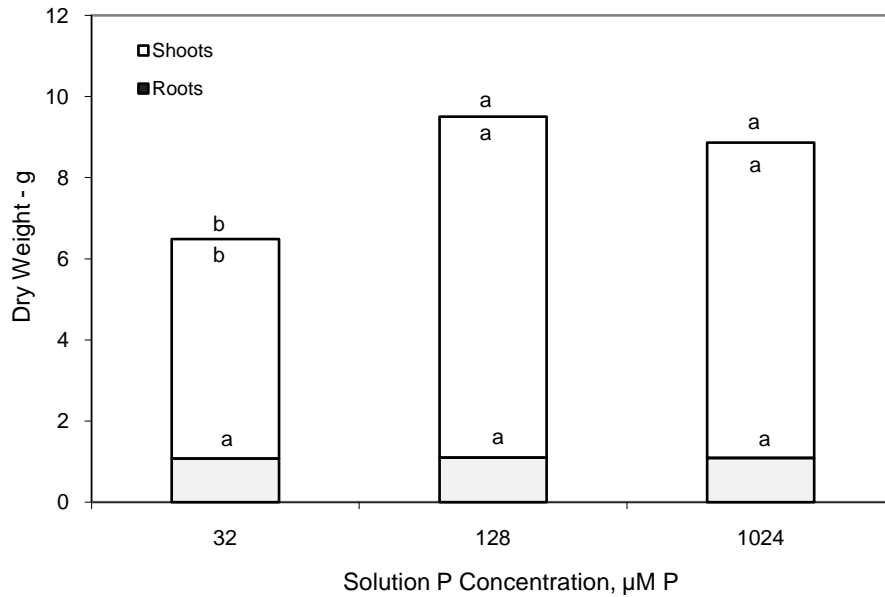 12
Shoots
Roots
10
8
6
4
2
0
Dry Weight - g
b
b
a
a
a
a
a
a
a
32
128
1024
Solution P Concentration, µM P